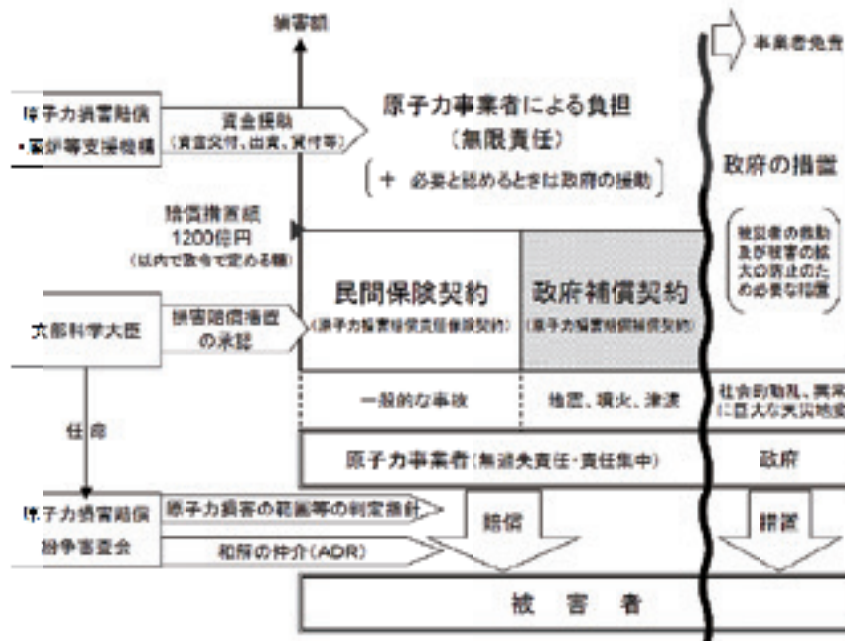 損害額
事業者免責
原子力損害賠償
・廃炉等支援機構
資金援助
(資金交付、出資、貸付等)
原子力事業者による負担
(無限責任)
(+ 必要と認めるときは政府の援助)
政府の措置
被災者の救助
及び被害の拡
大の防止のた
め必要な措置
賠償措置額
1200億円
(以内で政令で定める額)
民間保険契約
(原子力損害賠償責任保険契約)
政府補償契約
(原子力損害賠償補償契約)
文部科学大臣
損害賠償措置
の承認
一般的な事故
地震、噴火、津波
社会的動乱、異常
に巨大な天災地変
任命
原子力事業者(無過失責任・責任集中)
政府
原子力損害賠償
紛争審査会
原子力損害の範囲等の判定指針
和解の仲介(ADR)
賠償
措置
被害者